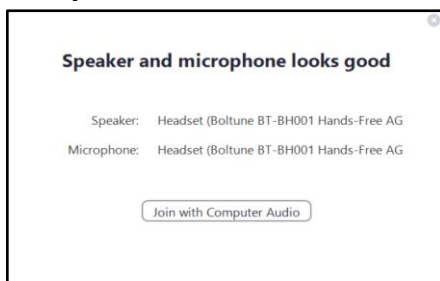 Speaker and microphone looks good
Speaker: Headset (Boltune BT-BH001 Hands-Free AG
Microphone: Headset (Boltune BT-BH001 Hands-Free AG
Join with Computer Audio